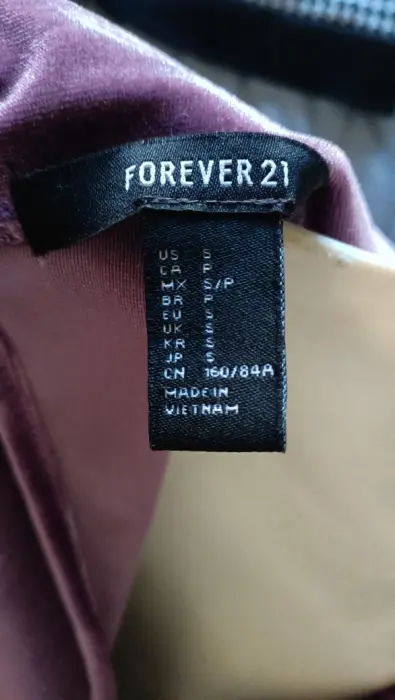 FOREVER 21
US S
CA P
MX S/P
BR P
EU S
UK S
KR S
JP S
CN 160/84A
MADE IN
VIETNAM